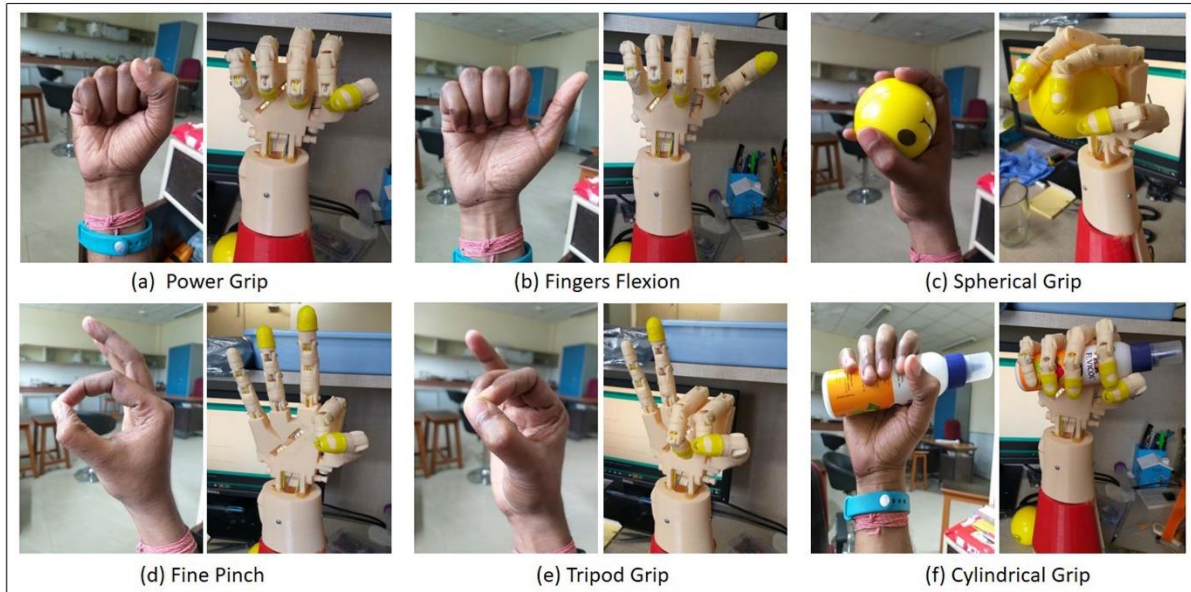 (a) Power Grip
(b) Fingers Flexion
(c) Spherical Grip
(d) Fine Pinch
(e) Tripod Grip
(f) Cylindrical Grip